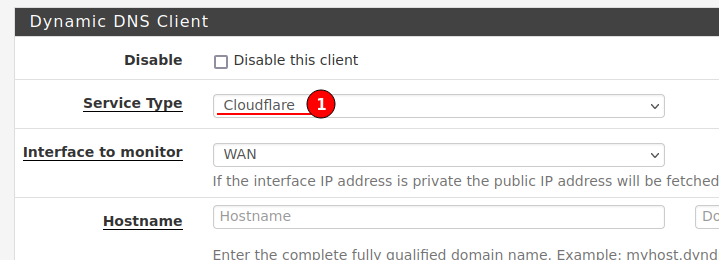 Dynamic DNS Client
Disable Disable this client
Service Type Cloudflare 1
Interface to monitor WAN
If the interface IP address is private the public IP address will be fetched
Hostname Hostname Do
Enter the complete fully qualified domain name. Example: myhost.dynd